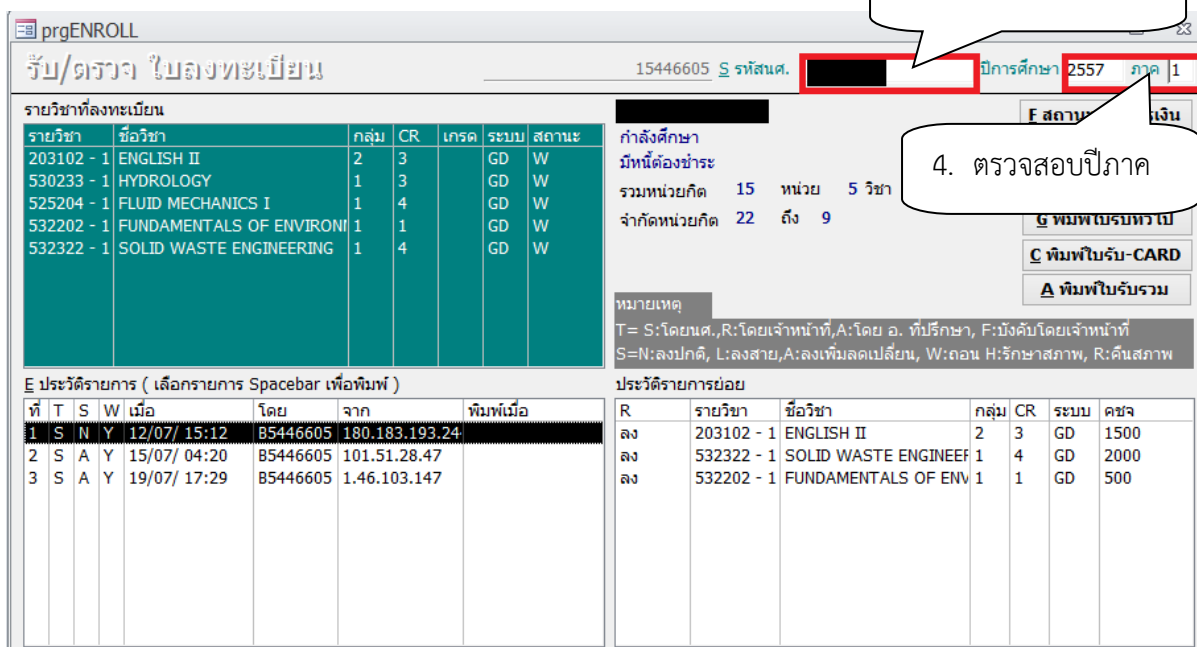 prgENROLL
รับ/ตรวจ ใบลงทะเบียน
15446605 S รหัสนศ. ปีการศึกษา 2557 ภาค 1
รายวิชาที่ลงทะเบียน
รายวิชา ชื่อวิชา กลุ่ม CR เกรด ระบบ สถานะ
203102 - 1 ENGLISH II 2 3 GD W
530233 - 1 HYDROLOGY 1 3 GD W
525204 - 1 FLUID MECHANICS I 1 4 GD W
532202 - 1 FUNDAMENTALS OF ENVIRON 1 1 GD W
532322 - 1 SOLID WASTE ENGINEERING 1 4 GD W
กำลังศึกษา
มีหนี้ต้องชำระ
รวมหน่วยกิต 15 หน่วย 5 วิชา
จำกัดหน่วยกิต 22 ถึง 9
4. ตรวจสอบปีภาค
G พิมพ์ใบรับทั่วไป
C พิมพ์ใบรับ-CARD
A พิมพ์ใบรับรวม
หมายเหตุ
T= S:โดยนศ.,R:โดยเจ้าหน้าที่,A:โดย อ. ที่ปรึกษา, F:บังคับโดยเจ้าหน้าที่
S=N:ลงปกติ, L:ลงสาย,A:ลงเพิ่มลดเปลี่ยน, W:ถอน H:รักษาสภาพ, R:คืนสภาพ
E ประวัติรายการ ( เลือกรายการ Spacebar เพื่อพิมพ์ )
ที่ T S W เมื่อ โดย จาก พิมพ์เมื่อ
1 S N Y 12/07/ 15:12 B5446605 180.183.193.24
2 S A Y 15/07/ 04:20 B5446605 101.51.28.47
3 S A Y 19/07/ 17:29 B5446605 1.46.103.147
ประวัติรายการย่อย
R รายวิขา ชื่อวิชา กลุ่ม CR ระบบ คชจ
ลง 203102 - 1 ENGLISH II 2 3 GD 1500
ลง 532322 - 1 SOLID WASTE ENGINEEF 1 4 GD 2000
ลง 532202 - 1 FUNDAMENTALS OF ENV 1 1 GD 500